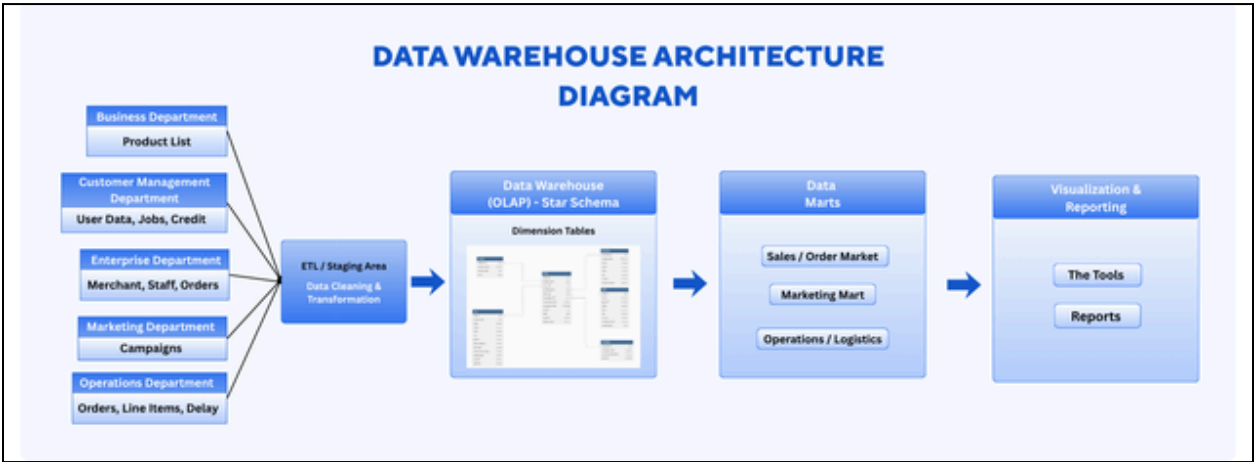 DATA WAREHOUSE ARCHITECTURE
DIAGRAM
Business Department
Product List
Customer Management
Department
User Data, Jobs, Credit
Enterprise Department
Merchant, Staff, Orders
Marketing Department
Campaigns
Operations Department
Orders, Line Items, Delay
ETL / Staging Area
Data Cleaning &
Transformation
Data Warehouse
(OLAP) - Star Schema
Dimension Tables
Data
Marts
Sales / Order Market
Marketing Mart
Operations / Logistics
Visualization &
Reporting
The Tools
Reports